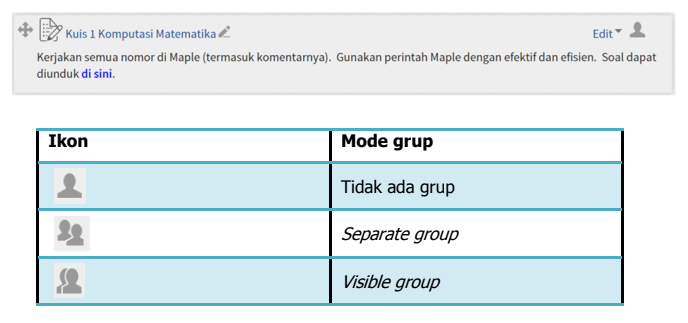 Kuis 1 Komputasi Matematika Edit
Kerjakan semua nomor di Maple (termasuk komentarnya). Gunakan perintah Maple dengan efektif dan efisien. Soal dapat
diunduh di sini.
Ikon Mode grup
Tidak ada grup
Separate group
Visible group